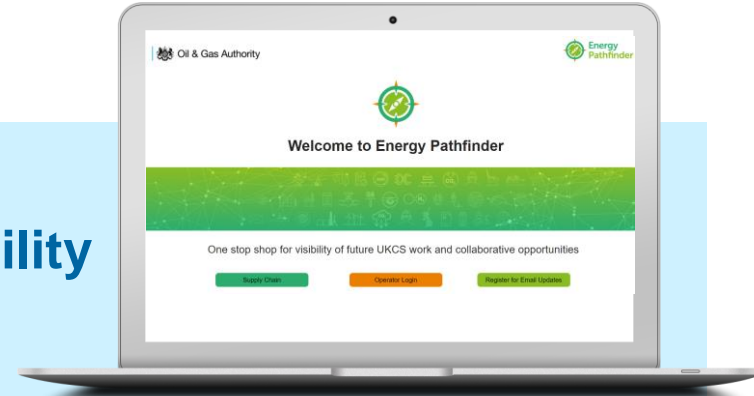 Oil & Gas Authority
Energy
Pathfinder
Welcome to Energy Pathfinder
ility
One stop shop for visibility of future UKCS work and collaborative opportunities
Supply Chain
Operator Login
Register for Email Updates